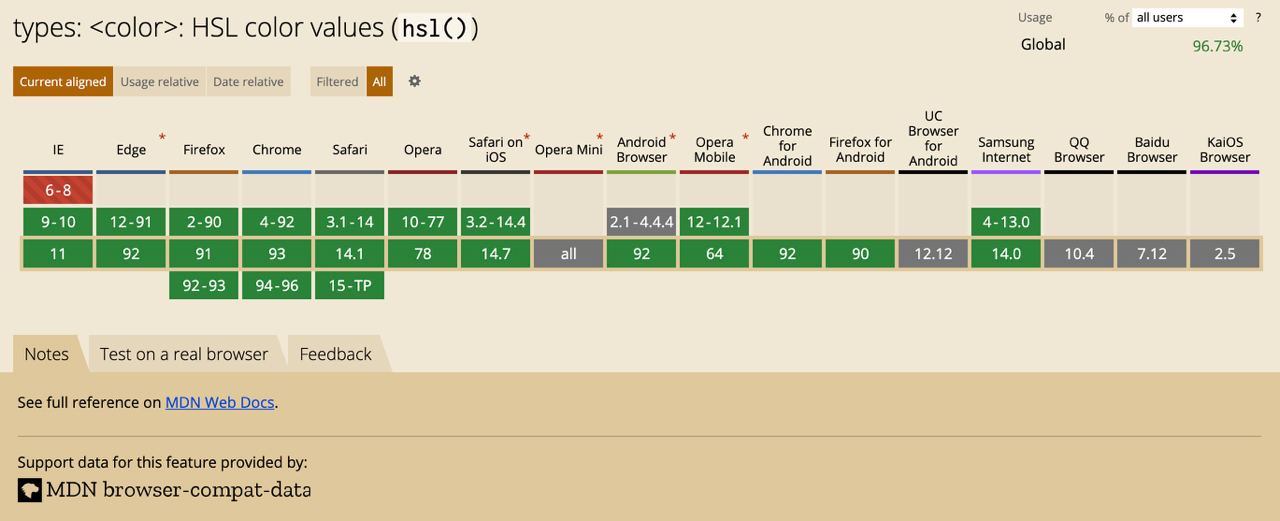 types: <color>: HSL color values (hsl())
Usage % of all users ?
Global 96.73%
Current aligned Usage relative Date relative Filtered All
IE Edge * Firefox Chrome Safari Opera Safari on iOS * Opera Mini * Android Browser * Opera Mobile * Chrome for Android Firefox for Android UC Browser for Android Samsung Internet QQ Browser Baidu Browser KaiOS Browser
6-8
9-10 12-91 2-90 4-92 3.1-14 10-77 3.2-14.4 2.1-4.4.4 12-12.1 4-13.0
11 92 91 93 14.1 78 14.7 all 92 64 92 90 12.12 14.0 10.4 7.12 2.5
92-93 94-96 15-TP
Notes Test on a real browser Feedback
See full reference on MDN Web Docs.
Support data for this feature provided by:
MDN browser-compat-data